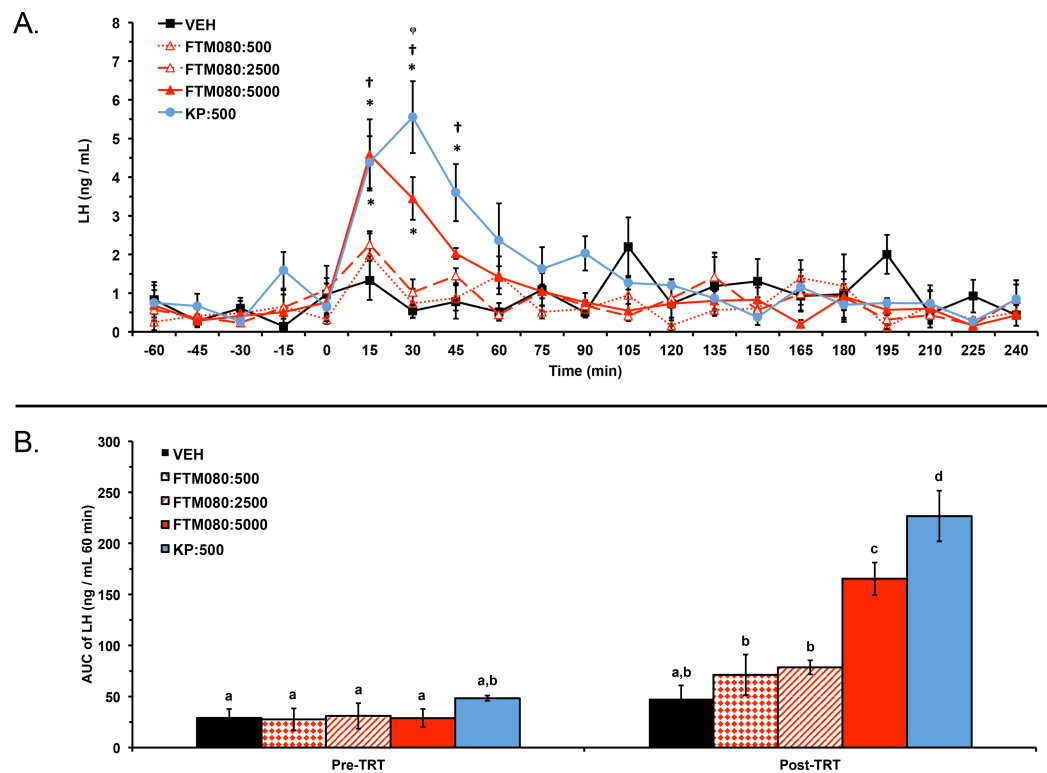 A.
LH (ng / mL)
8
7
6
5
4
3
2
1
0
VEH
FTM080:500
FTM080:2500
FTM080:5000
KP:500
†
*
*
φ
†
*
*
†
*
-60 -45 -30 -15 0 15 30 45 60 75 90 105 120 135 150 165 180 195 210 225 240
Time (min)
B.
AUC of LH (ng / mL 60 min)
300
250
200
150
100
50
0
VEH
FTM080:500
FTM080:2500
FTM080:5000
KP:500
a a a a a,b
a,b b b c d
Pre-TRT Post-TRT